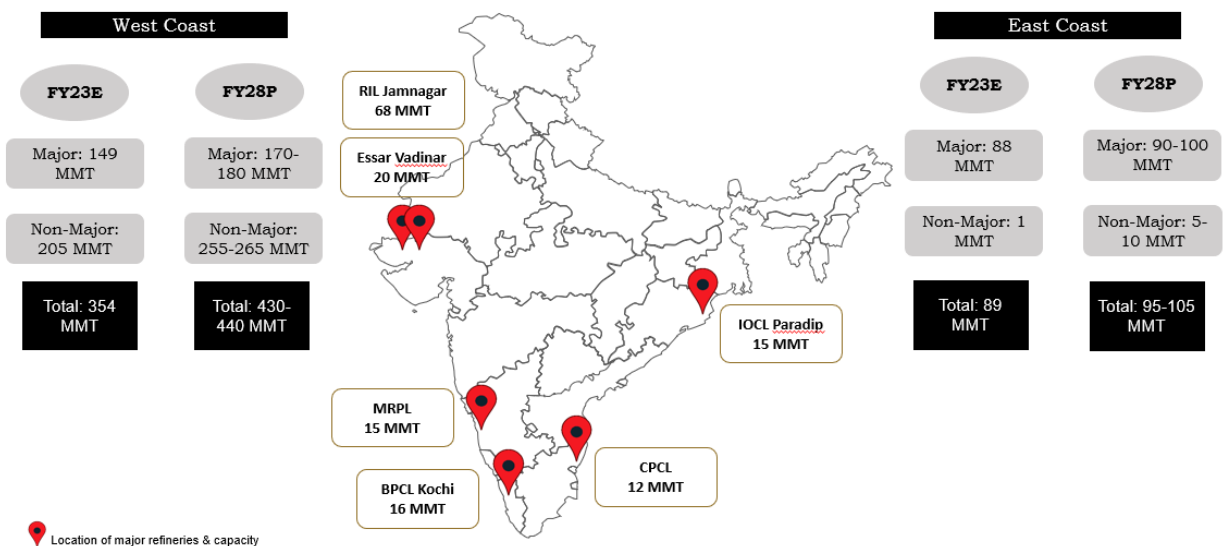 West Coast
FY23E
FY28P
Major: 149
MMT
Major: 170-
180 MMT
Non-Major:
205 MMT
Non-Major:
255-265 MMT
Total: 354
MMT
Total: 430-
440 MMT
RIL Jamnagar
68 MMT
Essar Vadinar
20 MMT
MRPL
15 MMT
BPCL Kochi
16 MMT
CPCL
12 MMT
IOCL Paradip
15 MMT
East Coast
FY23E
FY28P
Major: 88
MMT
Major: 90-100
MMT
Non-Major: 1
MMT
Non-Major: 5-
10 MMT
Total: 89
MMT
Total: 95-105
MMT
Location of major refineries & capacity